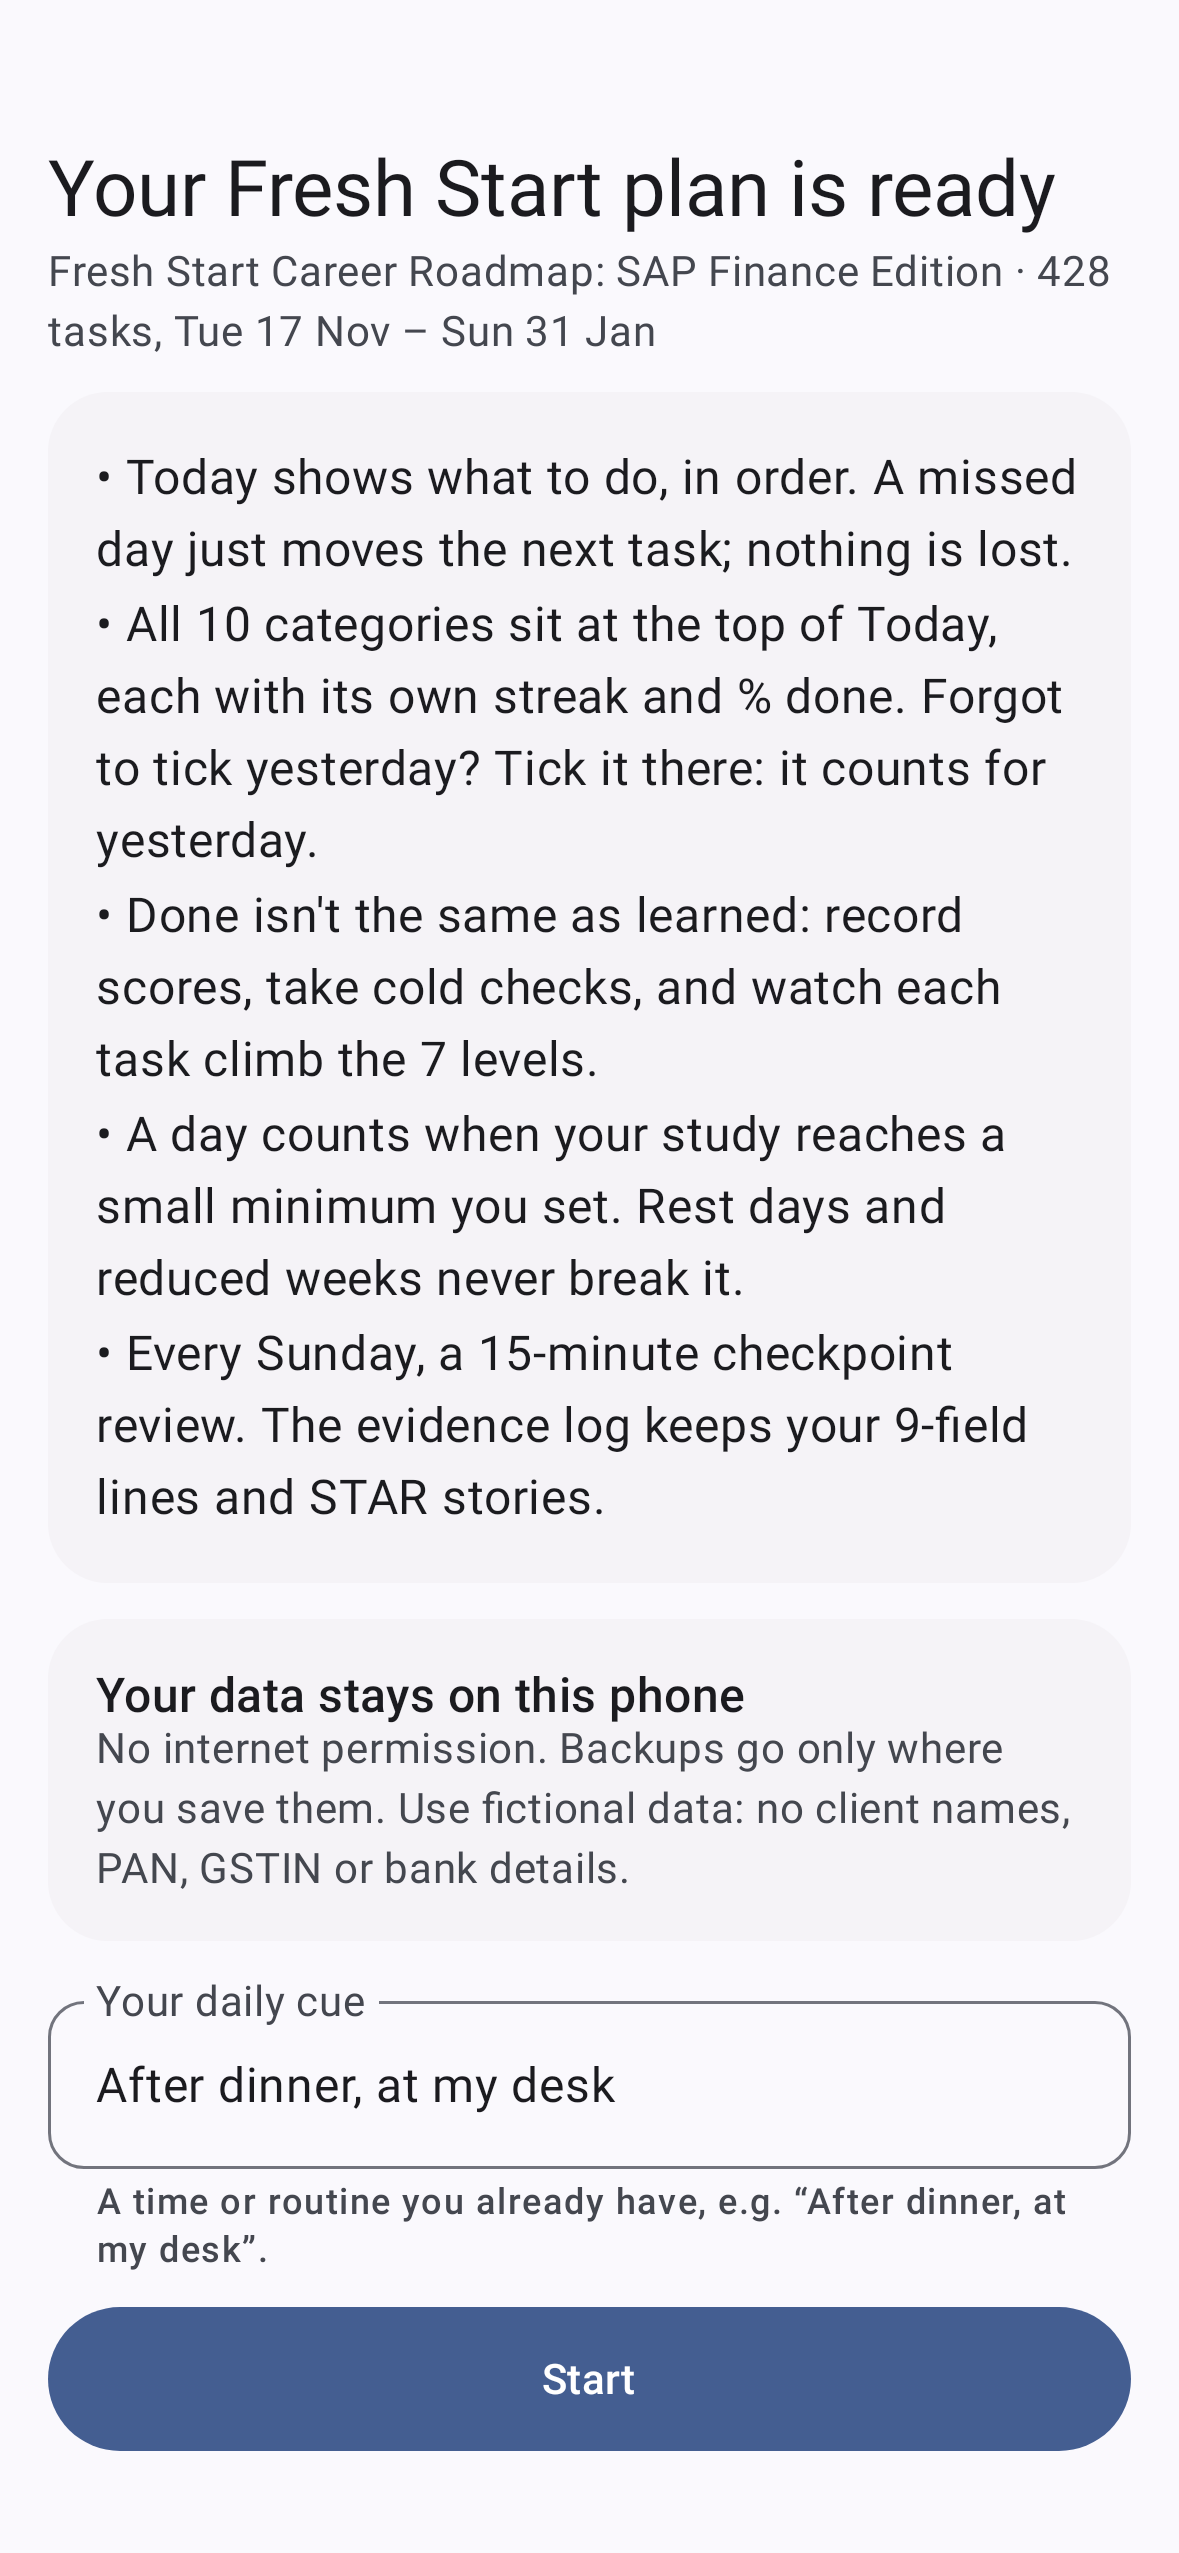 Your Fresh Start plan is ready
Fresh Start Career Roadmap: SAP Finance Edition · 428
tasks, Tue 17 Nov – Sun 31 Jan
• Today shows what to do, in order. A missed
day just moves the next task; nothing is lost.
• All 10 categories sit at the top of Today,
each with its own streak and % done. Forgot
to tick yesterday? Tick it there: it counts for
yesterday.
• Done isn't the same as learned: record
scores, take cold checks, and watch each
task climb the 7 levels.
• A day counts when your study reaches a
small minimum you set. Rest days and
reduced weeks never break it.
• Every Sunday, a 15-minute checkpoint
review. The evidence log keeps your 9-field
lines and STAR stories.
Your data stays on this phone
No internet permission. Backups go only where
you save them. Use fictional data: no client names,
PAN, GSTIN or bank details.
Your daily cue
After dinner, at my desk
A time or routine you already have, e.g. “After dinner, at
my desk”.
Start